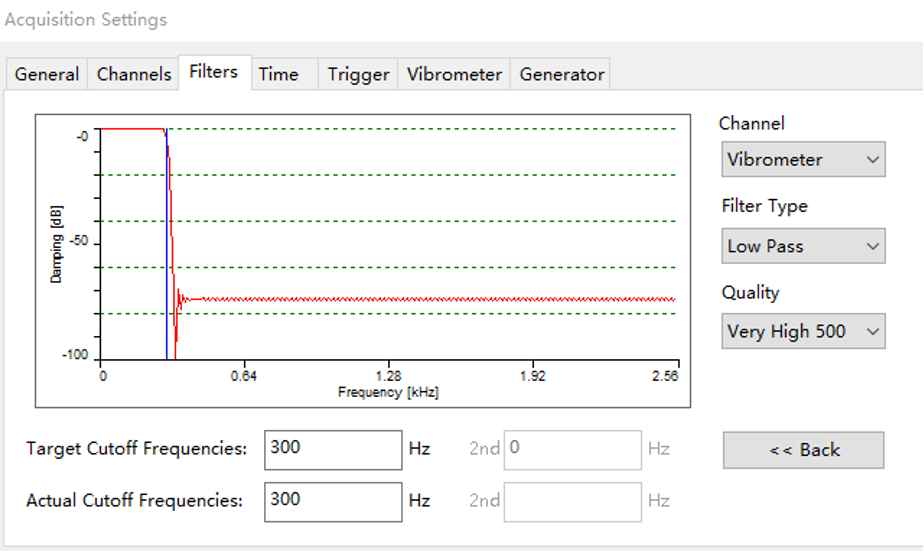 Acquisition Settings
General Channels Filters Time Trigger Vibrometer Generator
Channel
Vibrometer
Filter Type
Low Pass
Quality
Very High 500
Damping [dB]
-0
-50
-100
0 0.64 1.28 1.92 2.56
Frequency [kHz]
Target Cutoff Frequencies: 300 Hz 2nd 0 Hz
<< Back
Actual Cutoff Frequencies: 300 Hz 2nd Hz